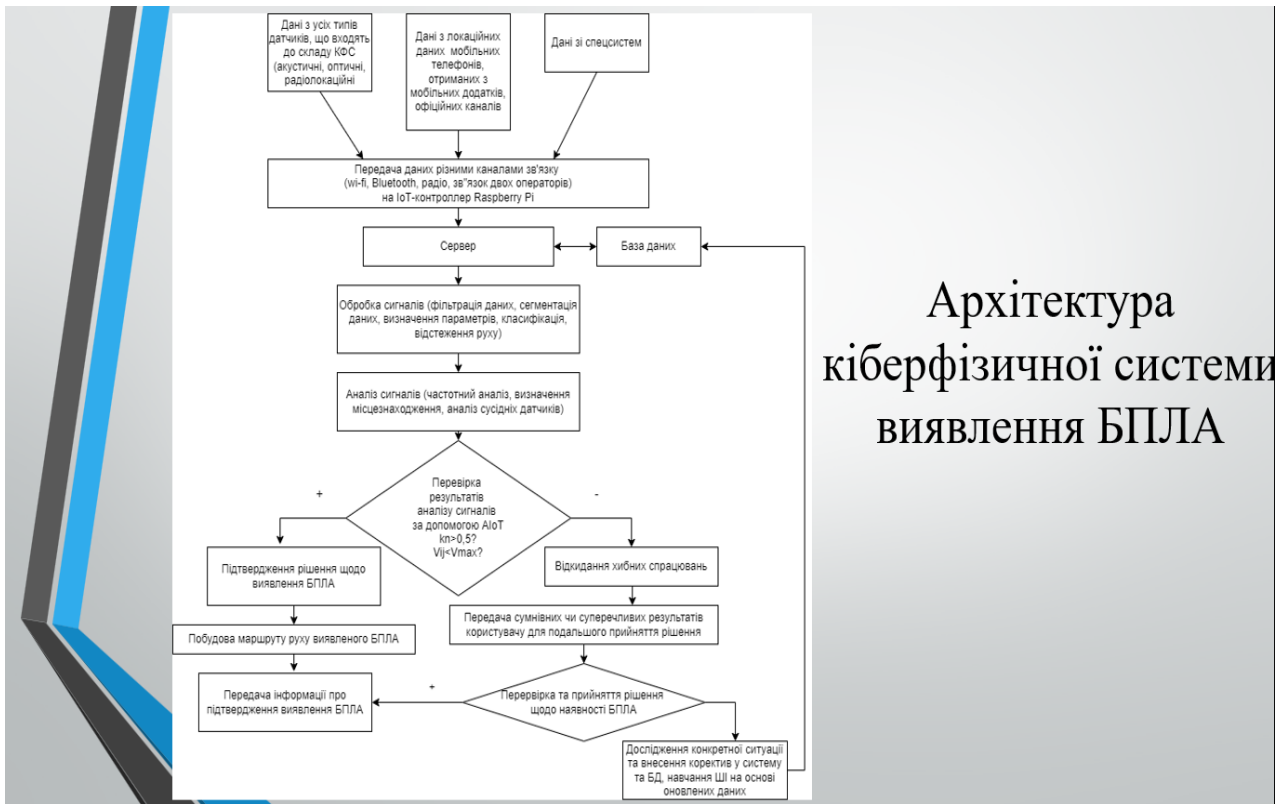 Дані з усіх типів
датчиків, що входять
до складу КФС
(акустичні, оптичні,
радіолокаційні
Дані з локаційних
даних мобільних
телефонів,
отриманих з
мобільних додатків,
офіційних каналів
Дані зі спецсистем
Передача даних різними каналами зв'язку
(wi-fi, Bluetooth, радіо, зв"язок двох операторів)
на IoT-контроллер Raspberry Pi
Сервер
База даних
Обробка сигналів (фільтрація даних, сегментація
даних, визначення параметрів, класифікація,
відстеження руху)
Аналіз сигналів (частотний аналіз, визначення
місцезнаходження, аналіз сусідніх датчиків)
Перевірка
результатів
аналізу сигналів
за допомогою AIoT
kn>0,5?
Vij<Vmax?
+
-
Підтвердження рішення щодо
виявлення БПЛА
Відкидання хибних спрацювань
Побудова маршруту руху виявленого БПЛА
Передача сумнівних чи суперечливих результатів
користувачу для подальшого прийняття рішення
Передача інформації про
підтвердження виявлення БПЛА
+
Перервірка та прийняття рішення
щодо наявності БПЛА
Дослідження конкретної ситуації
та внесення коректив у систему
та БД, навчання ШІ на основі
оновлених даних
Архітектура
кіберфізичної системи
виявлення БПЛА